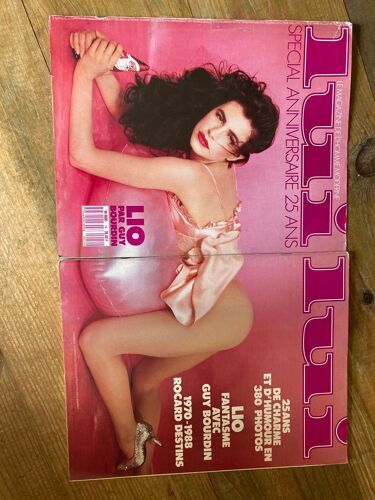 lui
LE MAGAZINE DE L'HOMME MODERNE
SPECIAL ANNIVERSAIRE 25 ANS
LIO
PAR GUY
BOURDIN
lui
25 ANS
DE CHARME
ET D'HUMOUR EN
380 PHOTOS
LIO
FANTASME
AVEC
GUY BOURDIN
1970-1988
ROCARD DESTINS